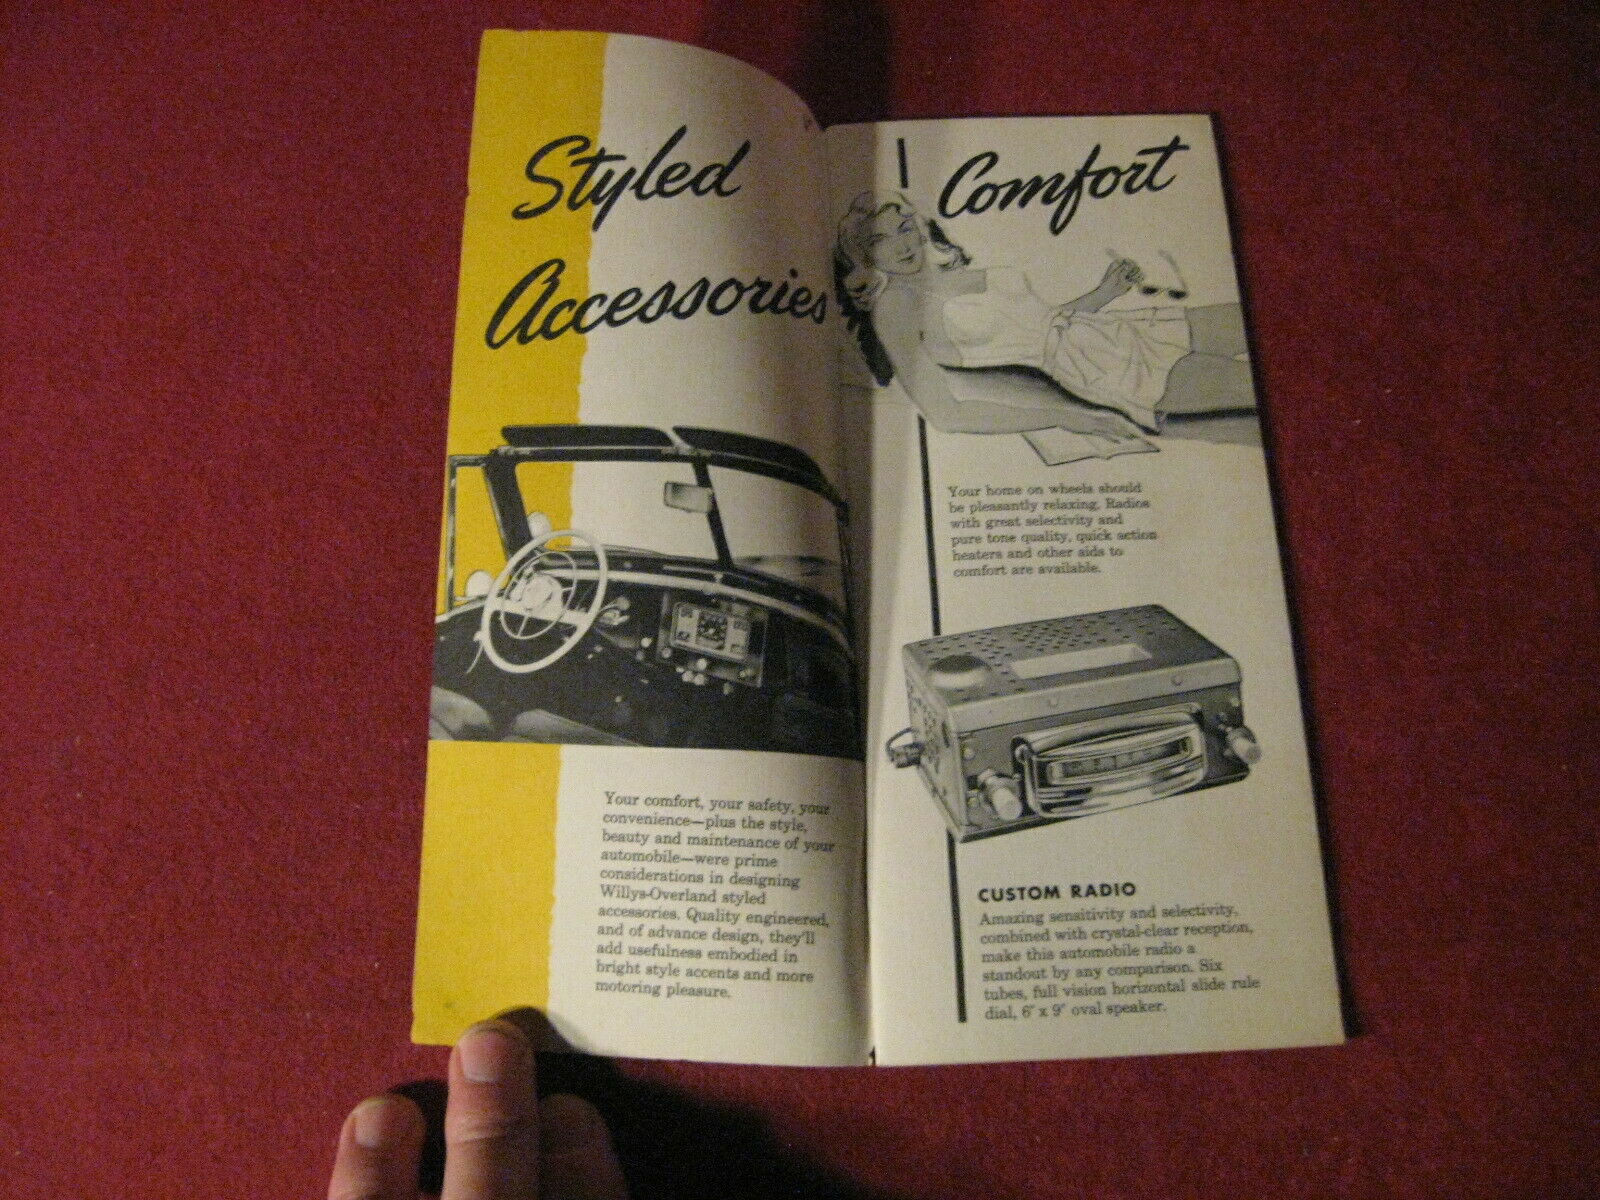 Styled
Accessories
Your comfort, your safety, your
convenience—plus the style,
beauty and maintenance of your
automobile—were prime
considerations in designing
Willys-Overland styled
accessories. Quality engineered,
and of advance design, they'll
add usefulness embodied in
bright style accents and more
motoring pleasure.
Comfort
Your home on wheels should
be pleasantly relaxing. Radios
with great selectivity and
pure tone quality, quick action
heaters and other aids to
comfort are available.
CUSTOM RADIO
Amazing sensitivity and selectivity,
combined with crystal-clear reception,
make this automobile radio a
standout by any comparison. Six
tubes, full vision horizontal slide rule
dial, 6" x 9" oval speaker.